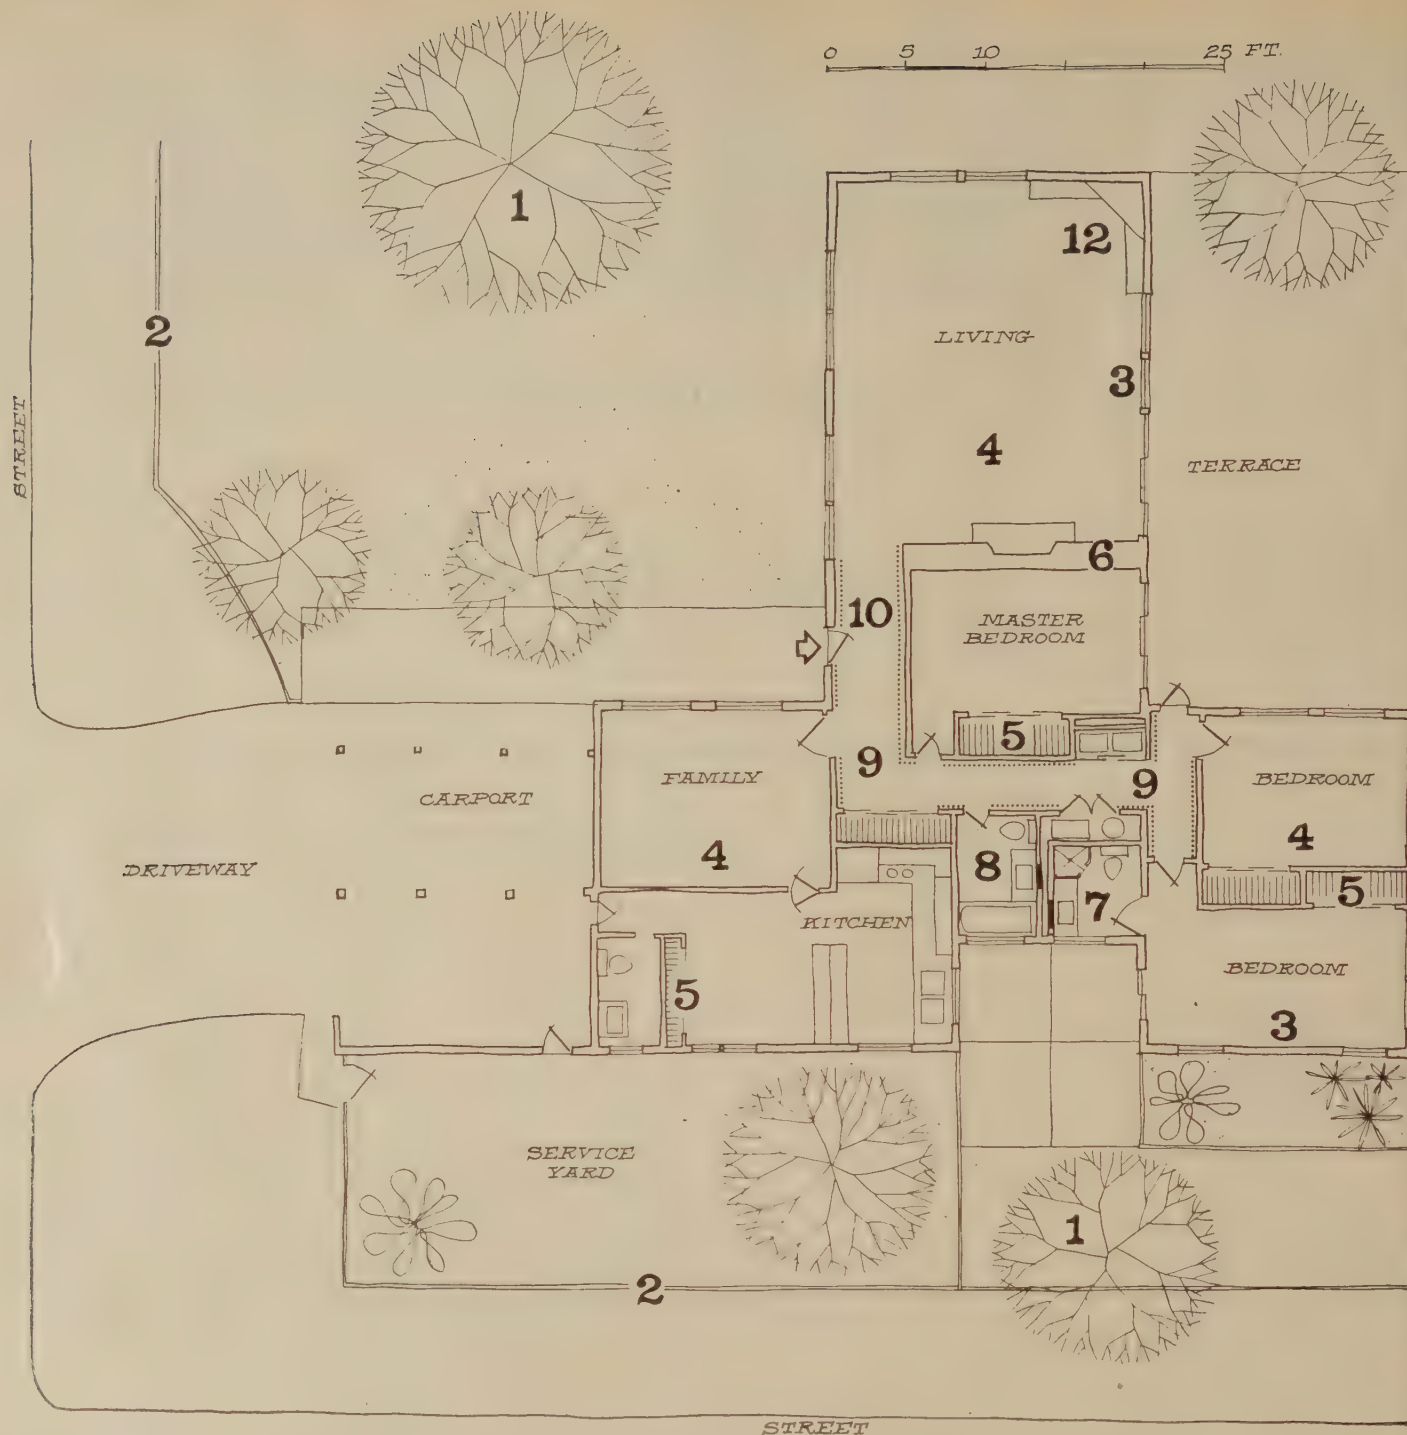 0 5 10 25 FT.
1
12
2
LIVING
3
STREET
4
TERRACE
6
10
MASTER
BEDROOM
5
9
FAMILY
9
BEDROOM
CARPORT
4
4
8
DRIVEWAY
7
5
KITCHEN
BEDROOM
5
3
SERVICE
YARD
1
2
STREET